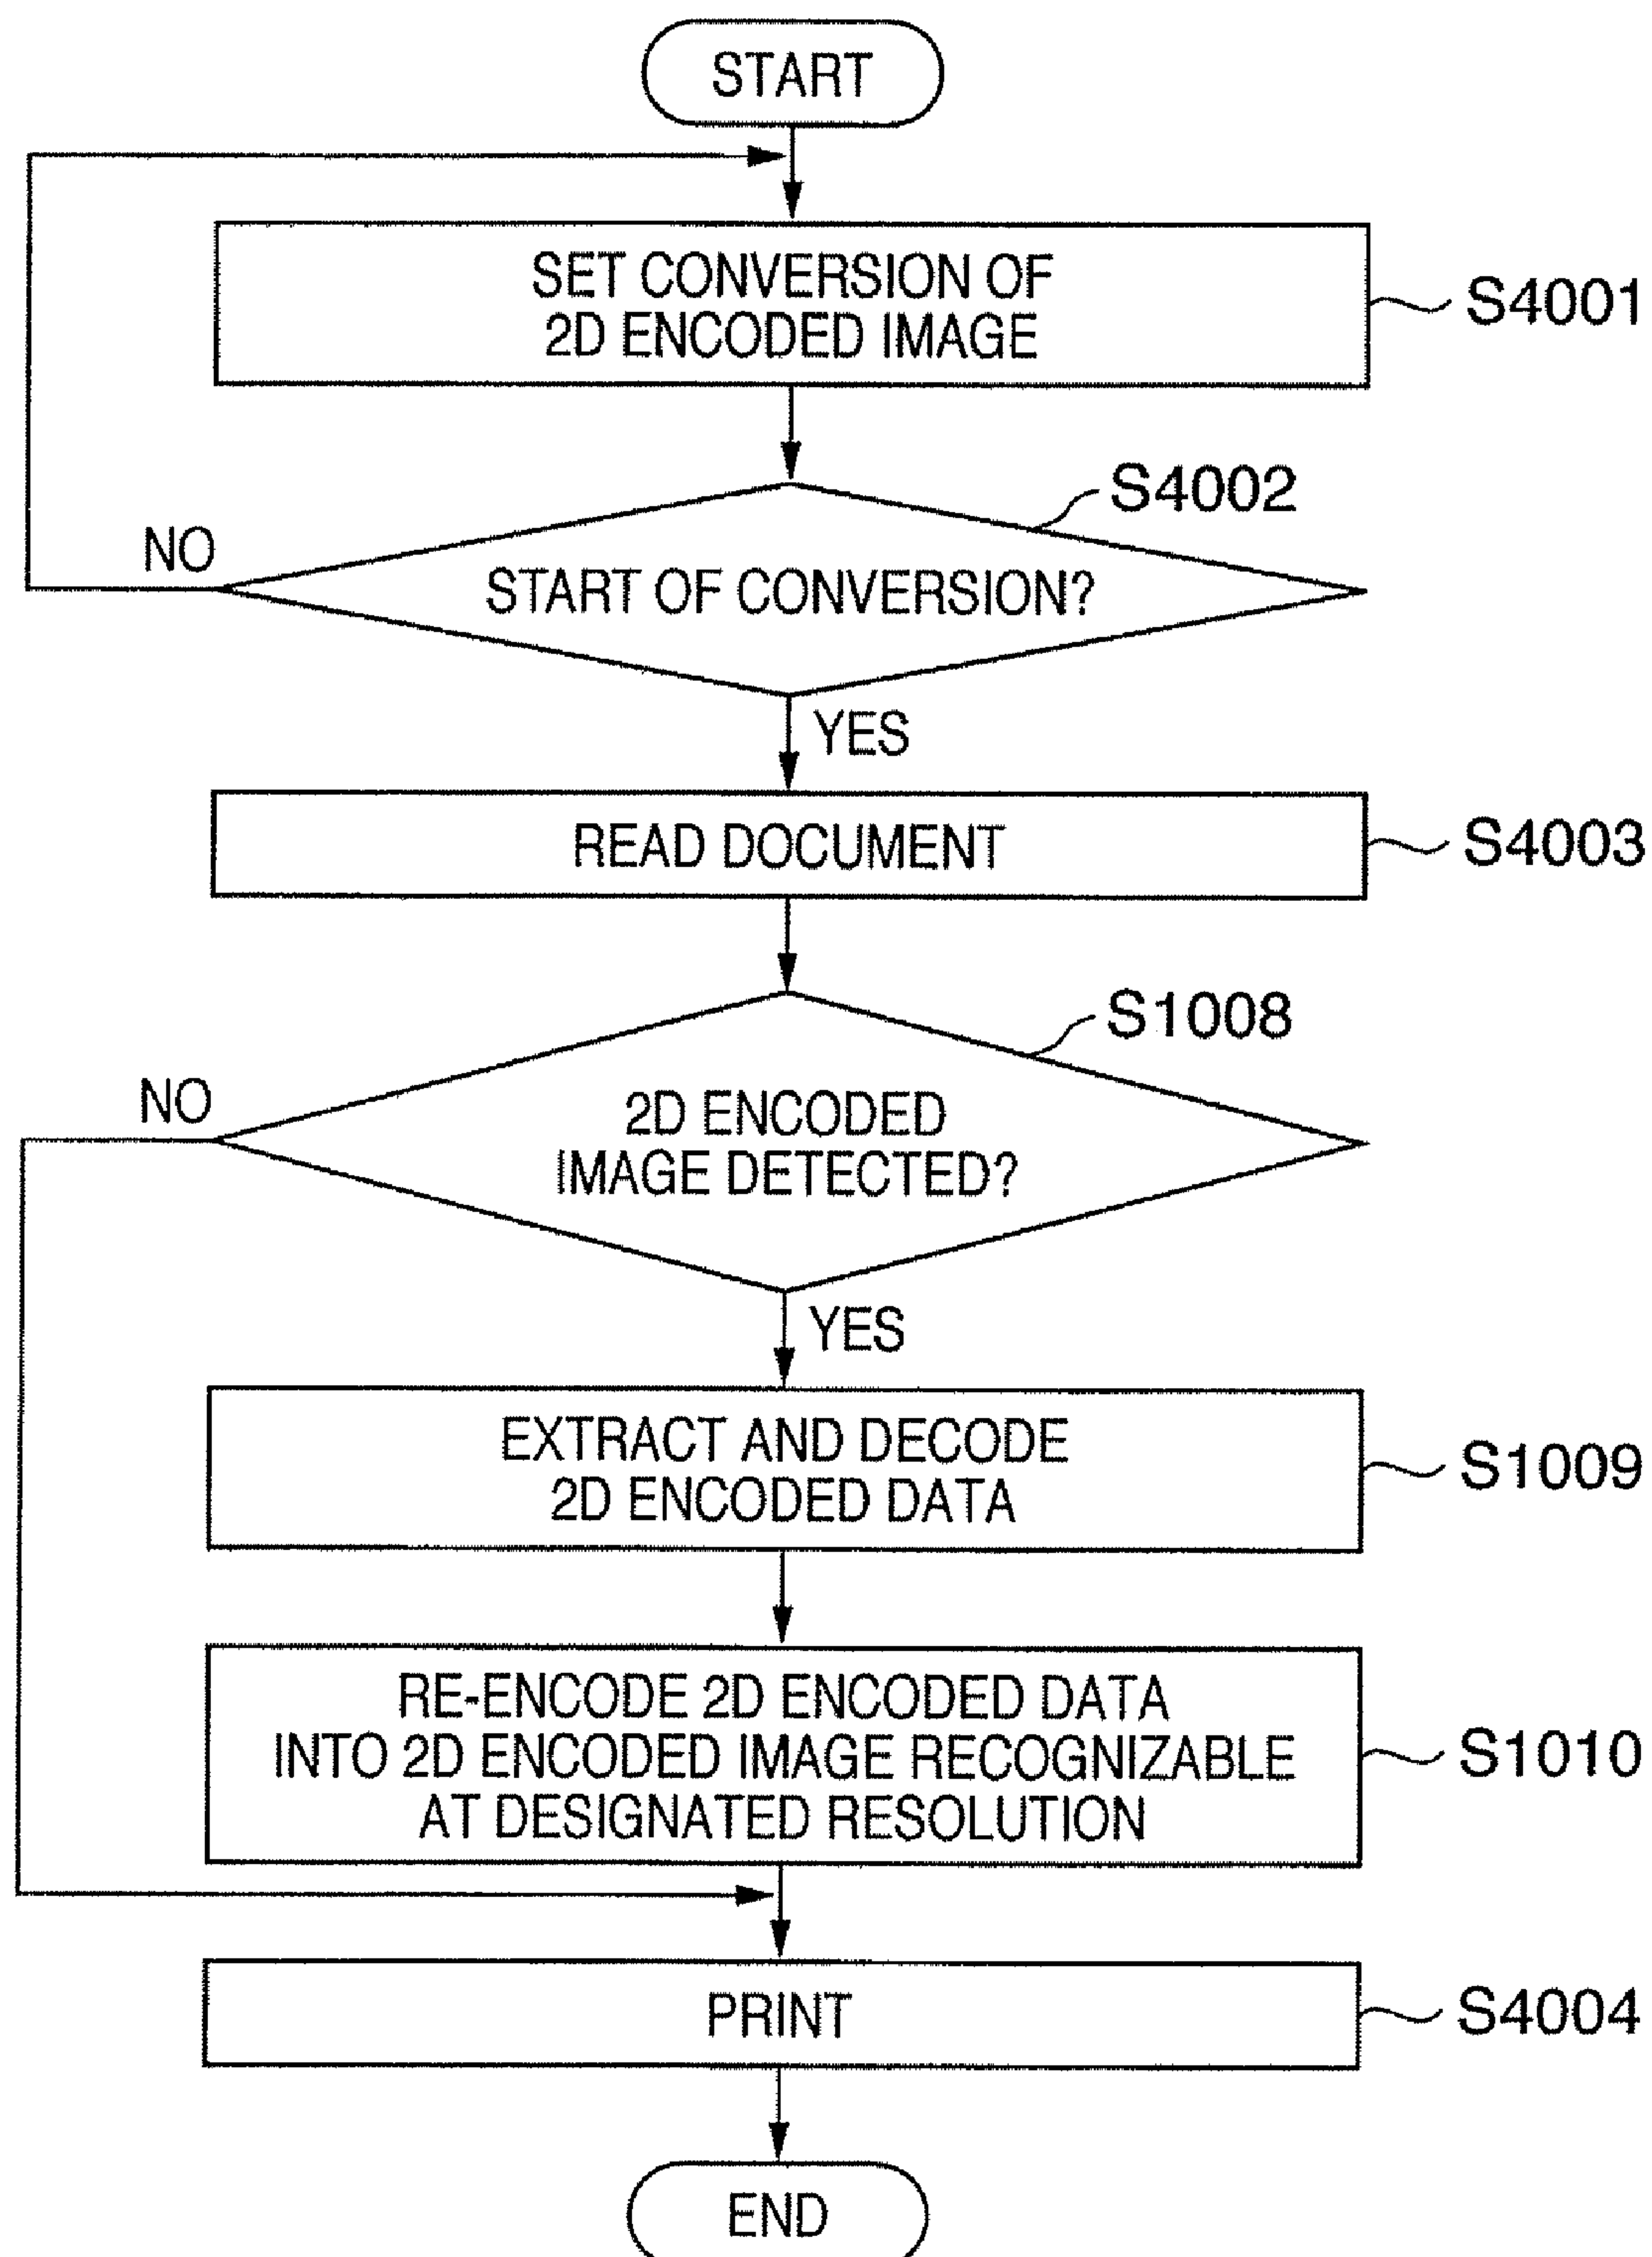 START
SET CONVERSION OF
2D ENCODED IMAGE
S4001
S4002
NO
START OF CONVERSION?
YES
READ DOCUMENT
S4003
S1008
NO
2D ENCODED
IMAGE DETECTED?
YES
EXTRACT AND DECODE
2D ENCODED DATA
S1009
RE-ENCODE 2D ENCODED DATA
INTO 2D ENCODED IMAGE RECOGNIZABLE
AT DESIGNATED RESOLUTION
S1010
PRINT
S4004
END